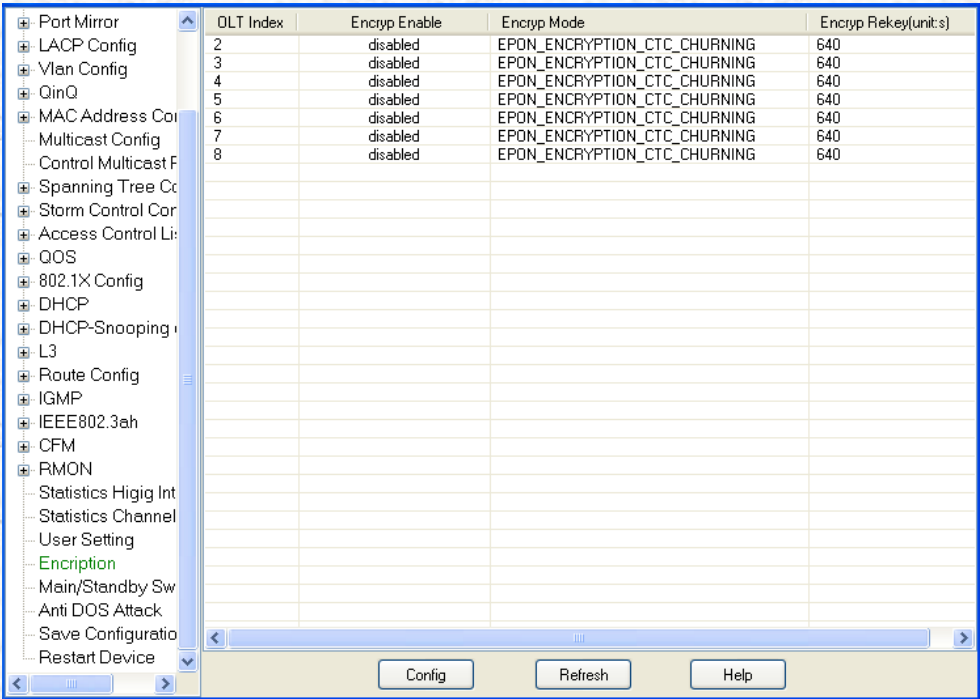 Port Mirror
LACP Config
Vlan Config
QinQ
MAC Address Co
Multicast Config
Control Multicast
Spanning Tree C
Storm Control Co
Access Control Li
QOS
802.1X Config
DHCP
DHCP-Snooping
L3
Route Config
IGMP
IEEE802.3ah
CFM
RMON
Statistics Higig Int
Statistics Channel
User Setting
Encription
Main/Standby Sw
Anti DOS Attack
Save Configuratio
Restart Device
OLT Index Encryp Enable Encryp Mode Encryp Rekey(unit:s)
2 disabled EPON_ENCRYPTION_CTC_CHURNING 640
3 disabled EPON_ENCRYPTION_CTC_CHURNING 640
4 disabled EPON_ENCRYPTION_CTC_CHURNING 640
5 disabled EPON_ENCRYPTION_CTC_CHURNING 640
6 disabled EPON_ENCRYPTION_CTC_CHURNING 640
7 disabled EPON_ENCRYPTION_CTC_CHURNING 640
8 disabled EPON_ENCRYPTION_CTC_CHURNING 640
Config Refresh Help